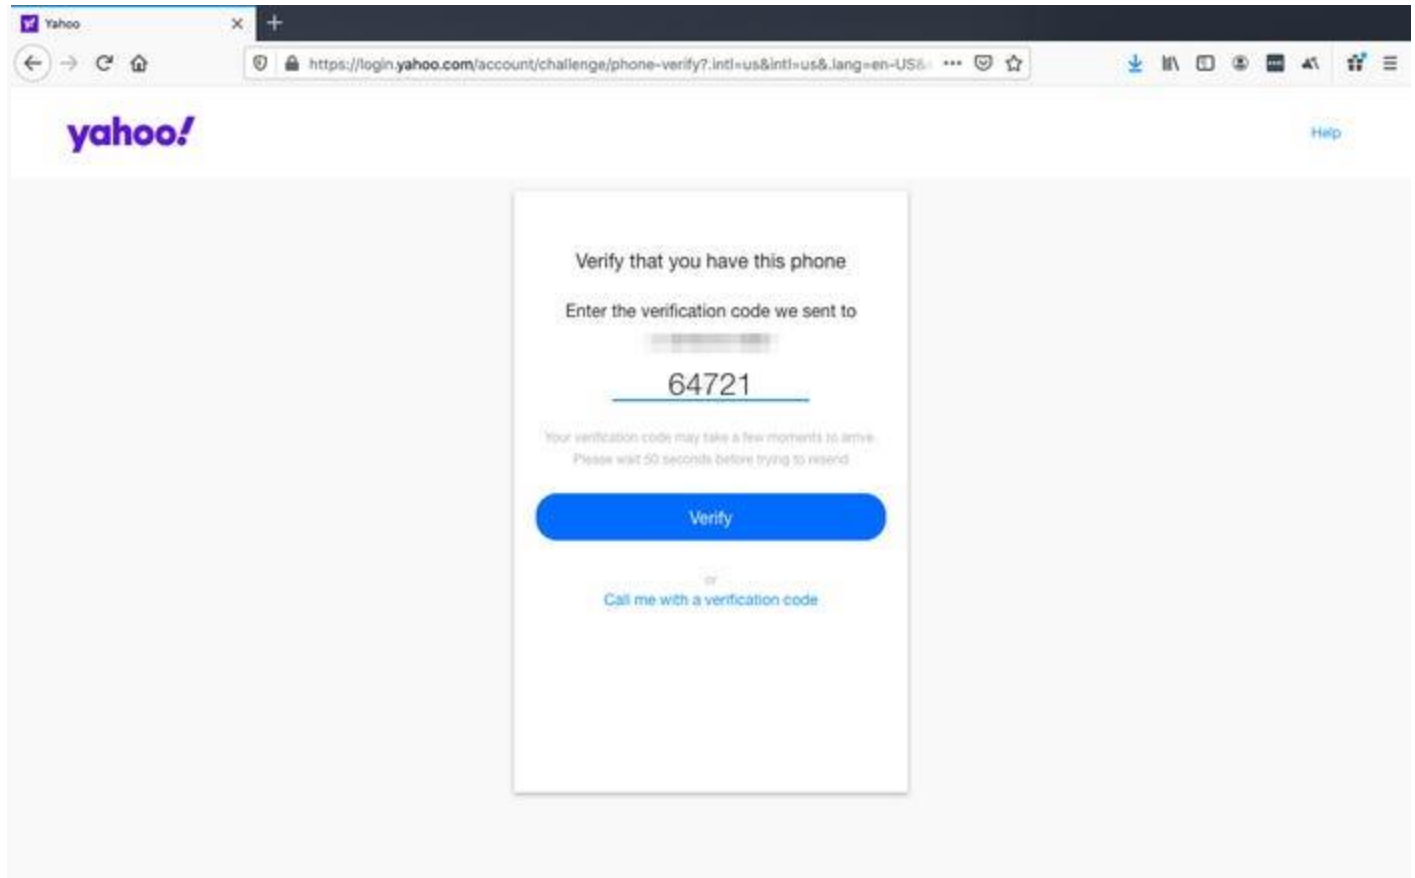 Yahoo
https://login.yahoo.com/account/challenge/phone-verify?.intl=us&intl=us&.lang=en-US&
yahoo!
Help
Verify that you have this phone
Enter the verification code we sent to
64721
Your verification code may take a few moments to arrive.
Please wait 50 seconds before trying to resend
Verify
or
Call me with a verification code